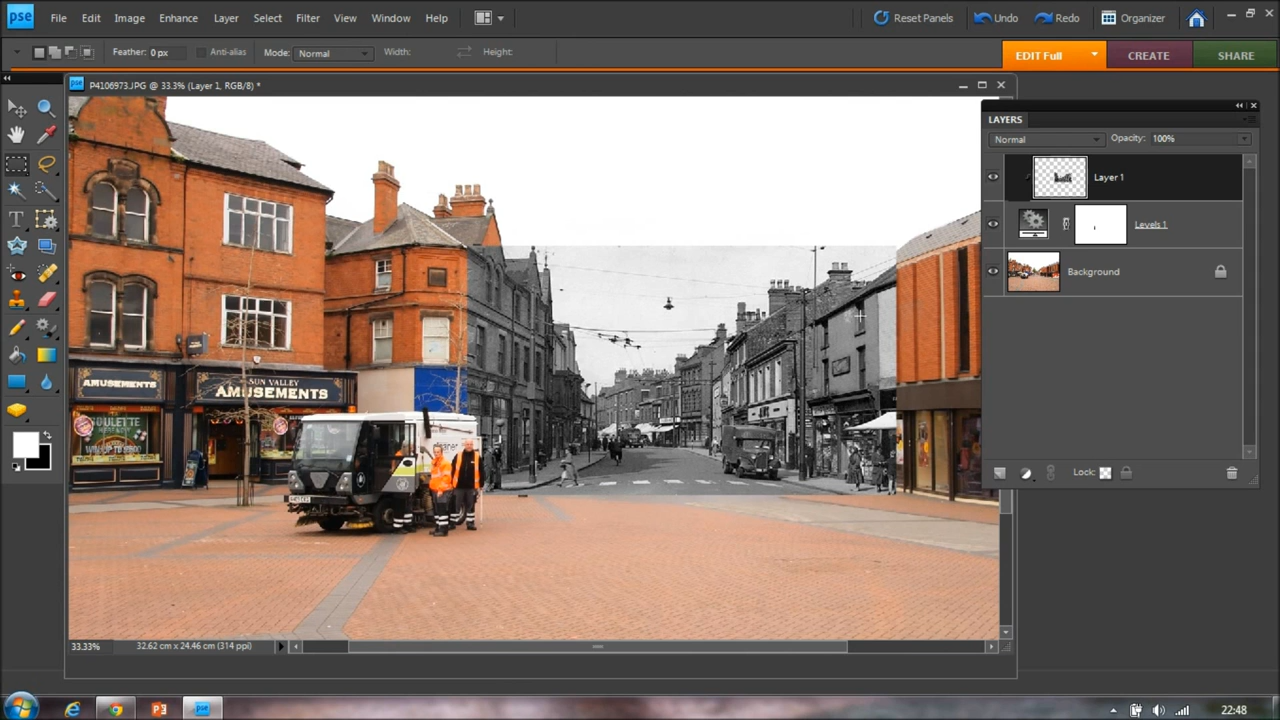 pse File Edit Image Enhance Layer Select Filter View Window Help Reset Panels Undo Redo Organizer
Feather: 0 px Anti-alias Mode: Normal Width: Height: EDIT Full CREATE SHARE
P4106973.JPG @ 33.3% (Layer 1, RGB/8) *
LAYERS
Normal Opacity: 100%
Layer 1
Levels 1
Background
Lock:
AMUSEMENTS
SUN VALLEY
AMUSEMENTS
ROULETTE
33.33% 32.62 cm x 24.46 cm (314 ppi)
pse 22:48